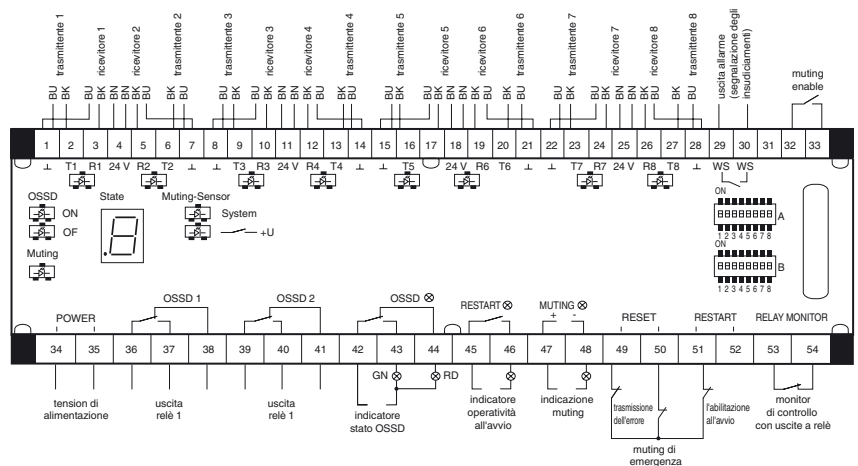 trasmittente 1
ricevitore 1
ricevitore 2
trasmittente 2
trasmittente 3
ricevitore 3
ricevitore 4
trasmittente 4
trasmittente 5
ricevitore 5
ricevitore 6
trasmittente 6
trasmittente 7
ricevitore 7
ricevitore 8
trasmittente 8
uscita allarme
(segnalazione degli
insudiciamenti)
muting
enable
BU BK BU BK BN BN BK BU BK BU
BU BK BU BK BN BN BK BU BK BU
BU BK BU BK BN BN BK BU BK BU
BU BK BU BK BN BN BK BU BK BU
BU BK
1 2 3 4 5 6 7 8 9 10 11 12 13 14 15 16 17 18 19 20 21 22 23 24 25 26 27 28 29 30 31 32 33
⊥ T1 R1 24 V R2 T2 ⊥ ⊥ T3 R3 24 V R4 T4 ⊥ ⊥ T5 24 V R6 T6 ⊥ ⊥ T7 R7 24 V R8 T8 ⊥ WS WS
OSSD
ON
OF
Muting
State
.8
Muting-Sensor
System
+U
ON
A
1 2 3 4 5 6 7 8
ON
B
1 2 3 4 5 6 7 8
POWER
OSSD 1
OSSD 2
OSSD
RESTART
MUTING
+ -
RESET
RESTART
RELAY MONITOR
34 35 36 37 38 39 40 41 42 43 44 45 46 47 48 49 50 51 52 53 54
GN RD
tension di
alimentazione
uscita
relè 1
uscita
relè 1
indicatore
stato OSSD
indicatore
operatività
all'avvio
indicazione
muting
trasmissione
dell'errore
l'abilitazione
all'avvio
muting di
emergenza
monitor
di controllo
con uscite a relè